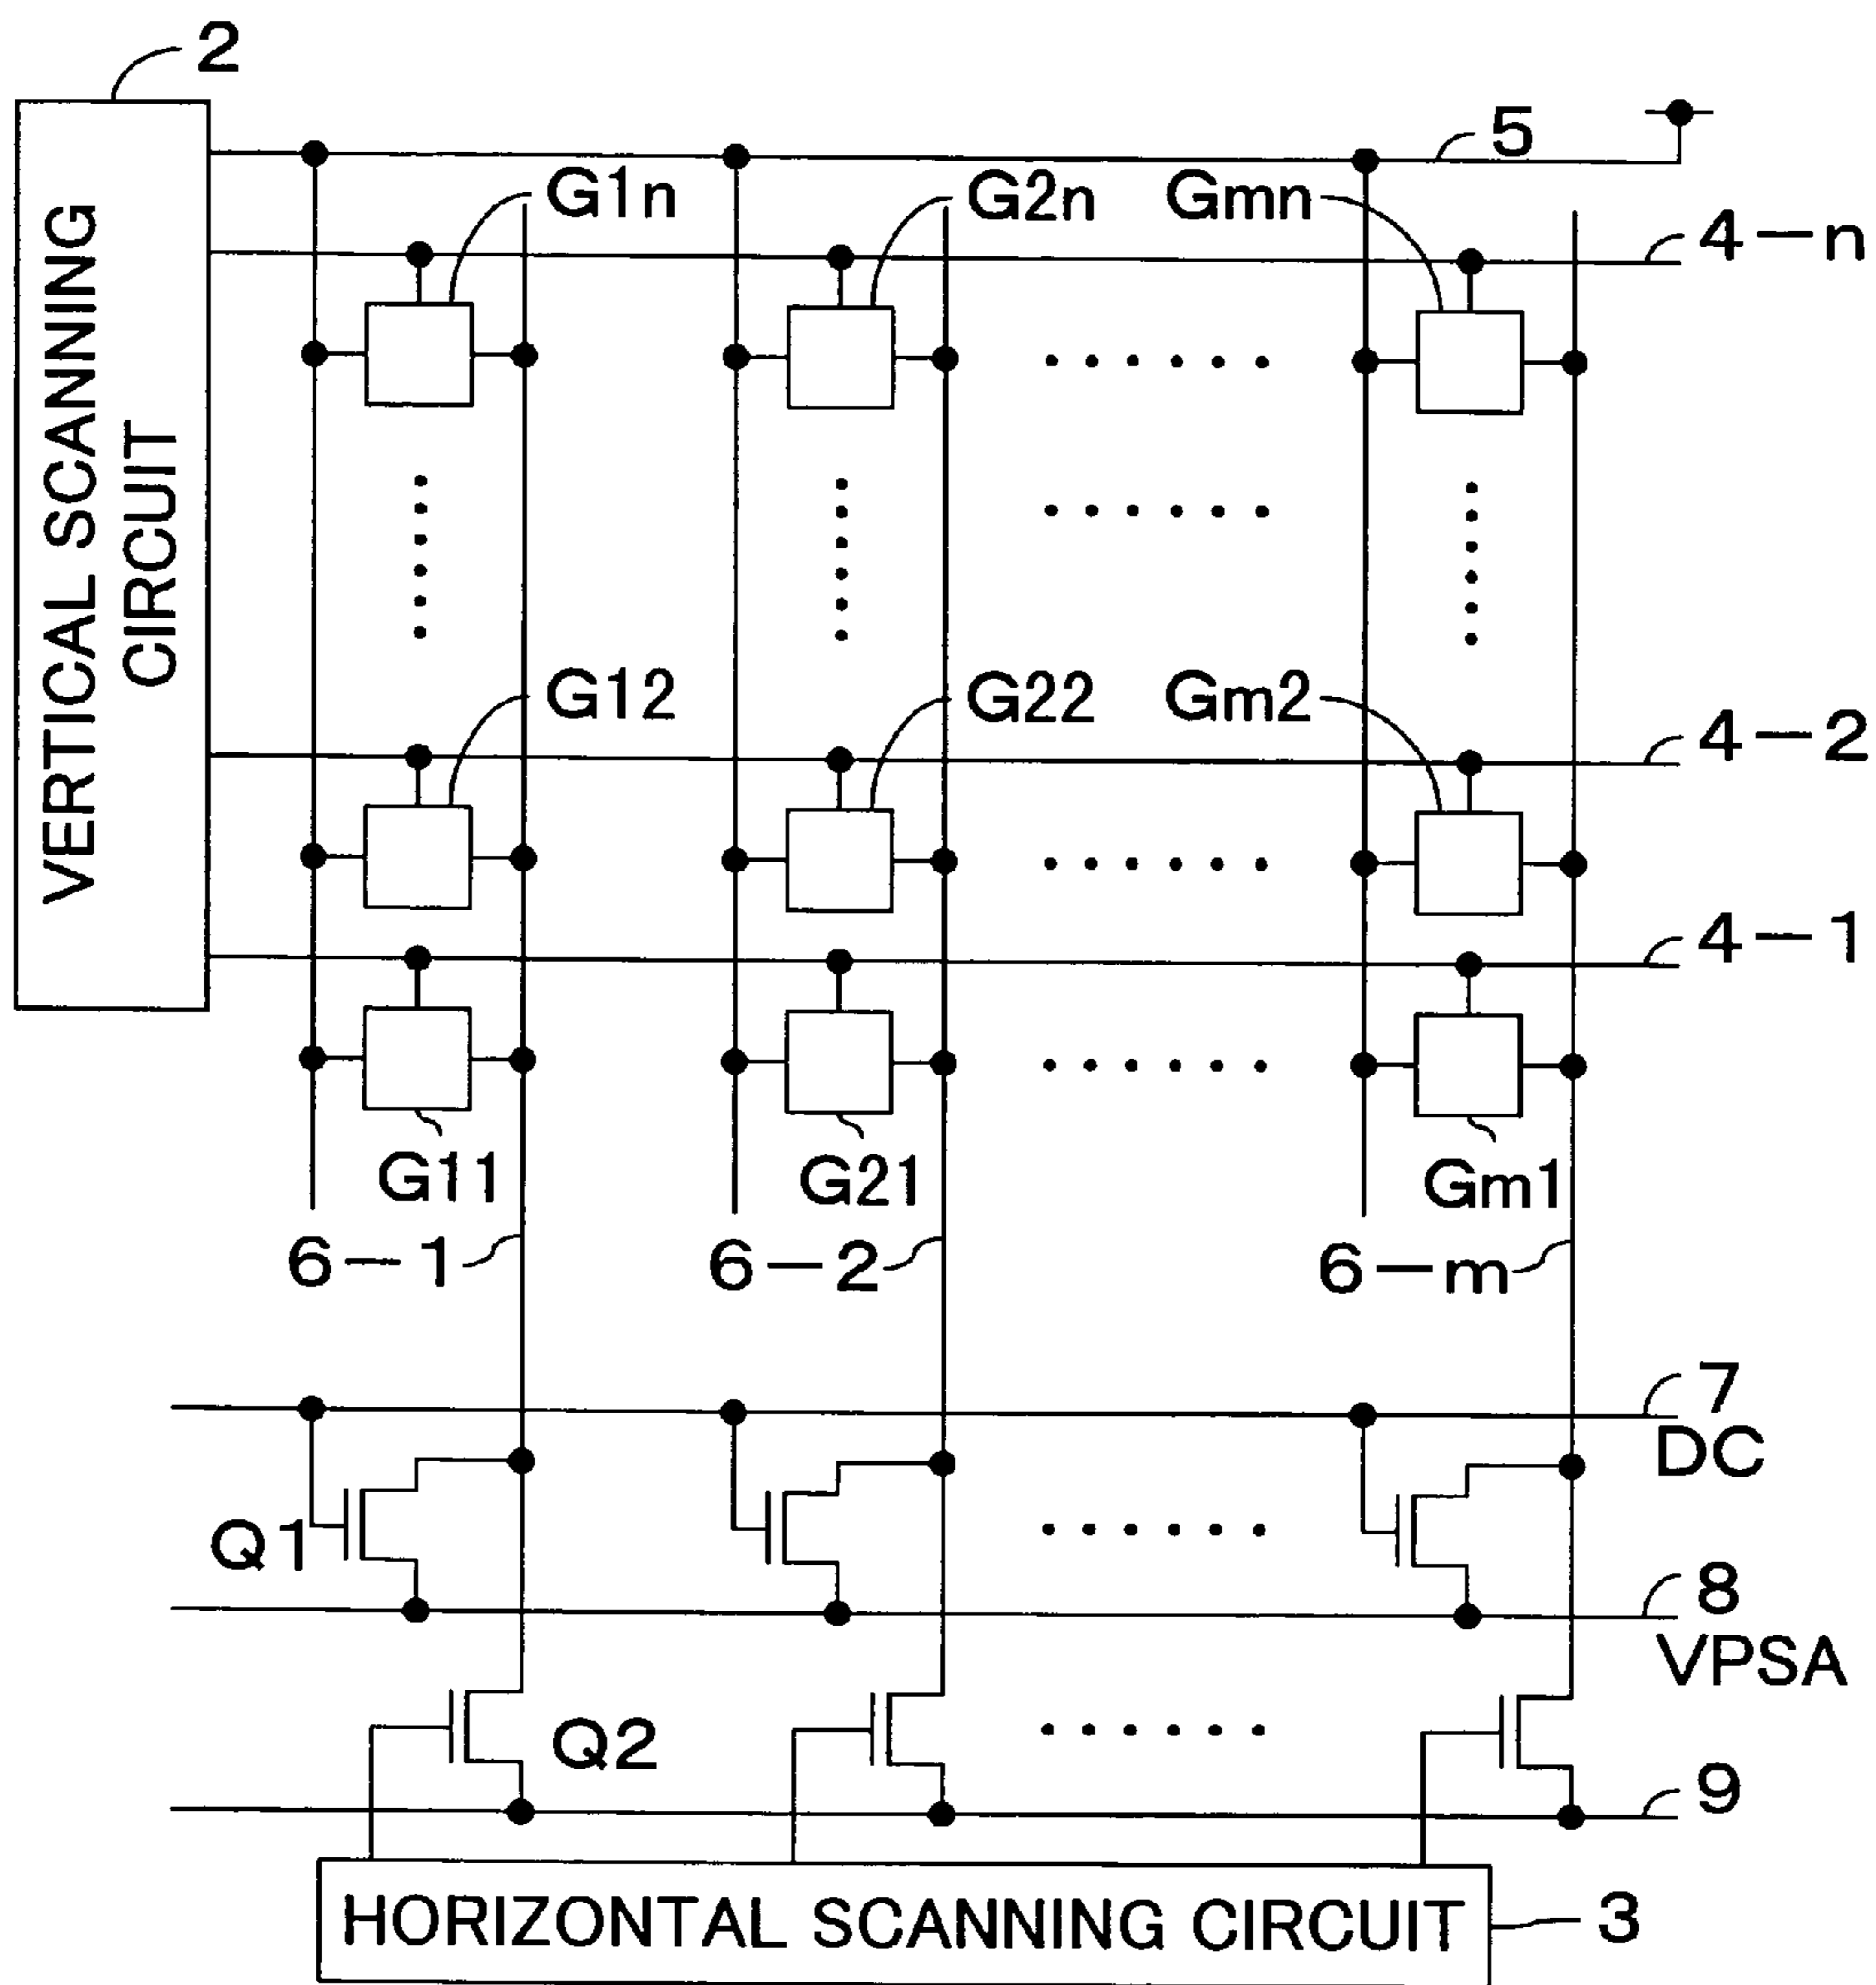 2
5
G1n
G2n
Gmn
4-n
VERTICAL SCANNING
CIRCUIT
G12
G22
Gm2
4-2
4-1
G11
G21
Gm1
6-1
6-2
6-m
7
DC
Q1
8
VPSA
Q2
9
HORIZONTAL SCANNING CIRCUIT
3